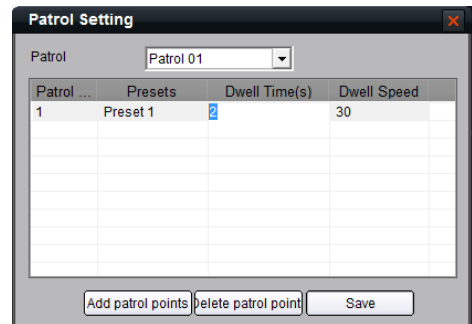 Patrol Setting
Patrol Patrol 01
Patrol ... Presets Dwell Time(s) Dwell Speed
1 Preset 1 2 30
Add patrol points Delete patrol point Save